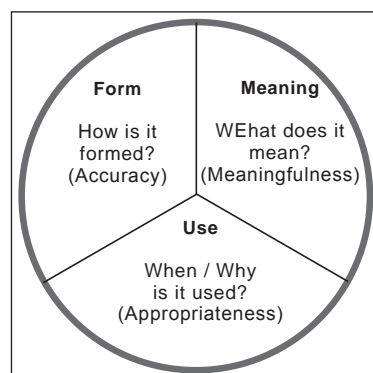 Form
How is it
formed?
(Accuracy)
Meaning
WEhat does it
mean?
(Meaningfulness)
Use
When / Why
is it used?
(Appropriateness)